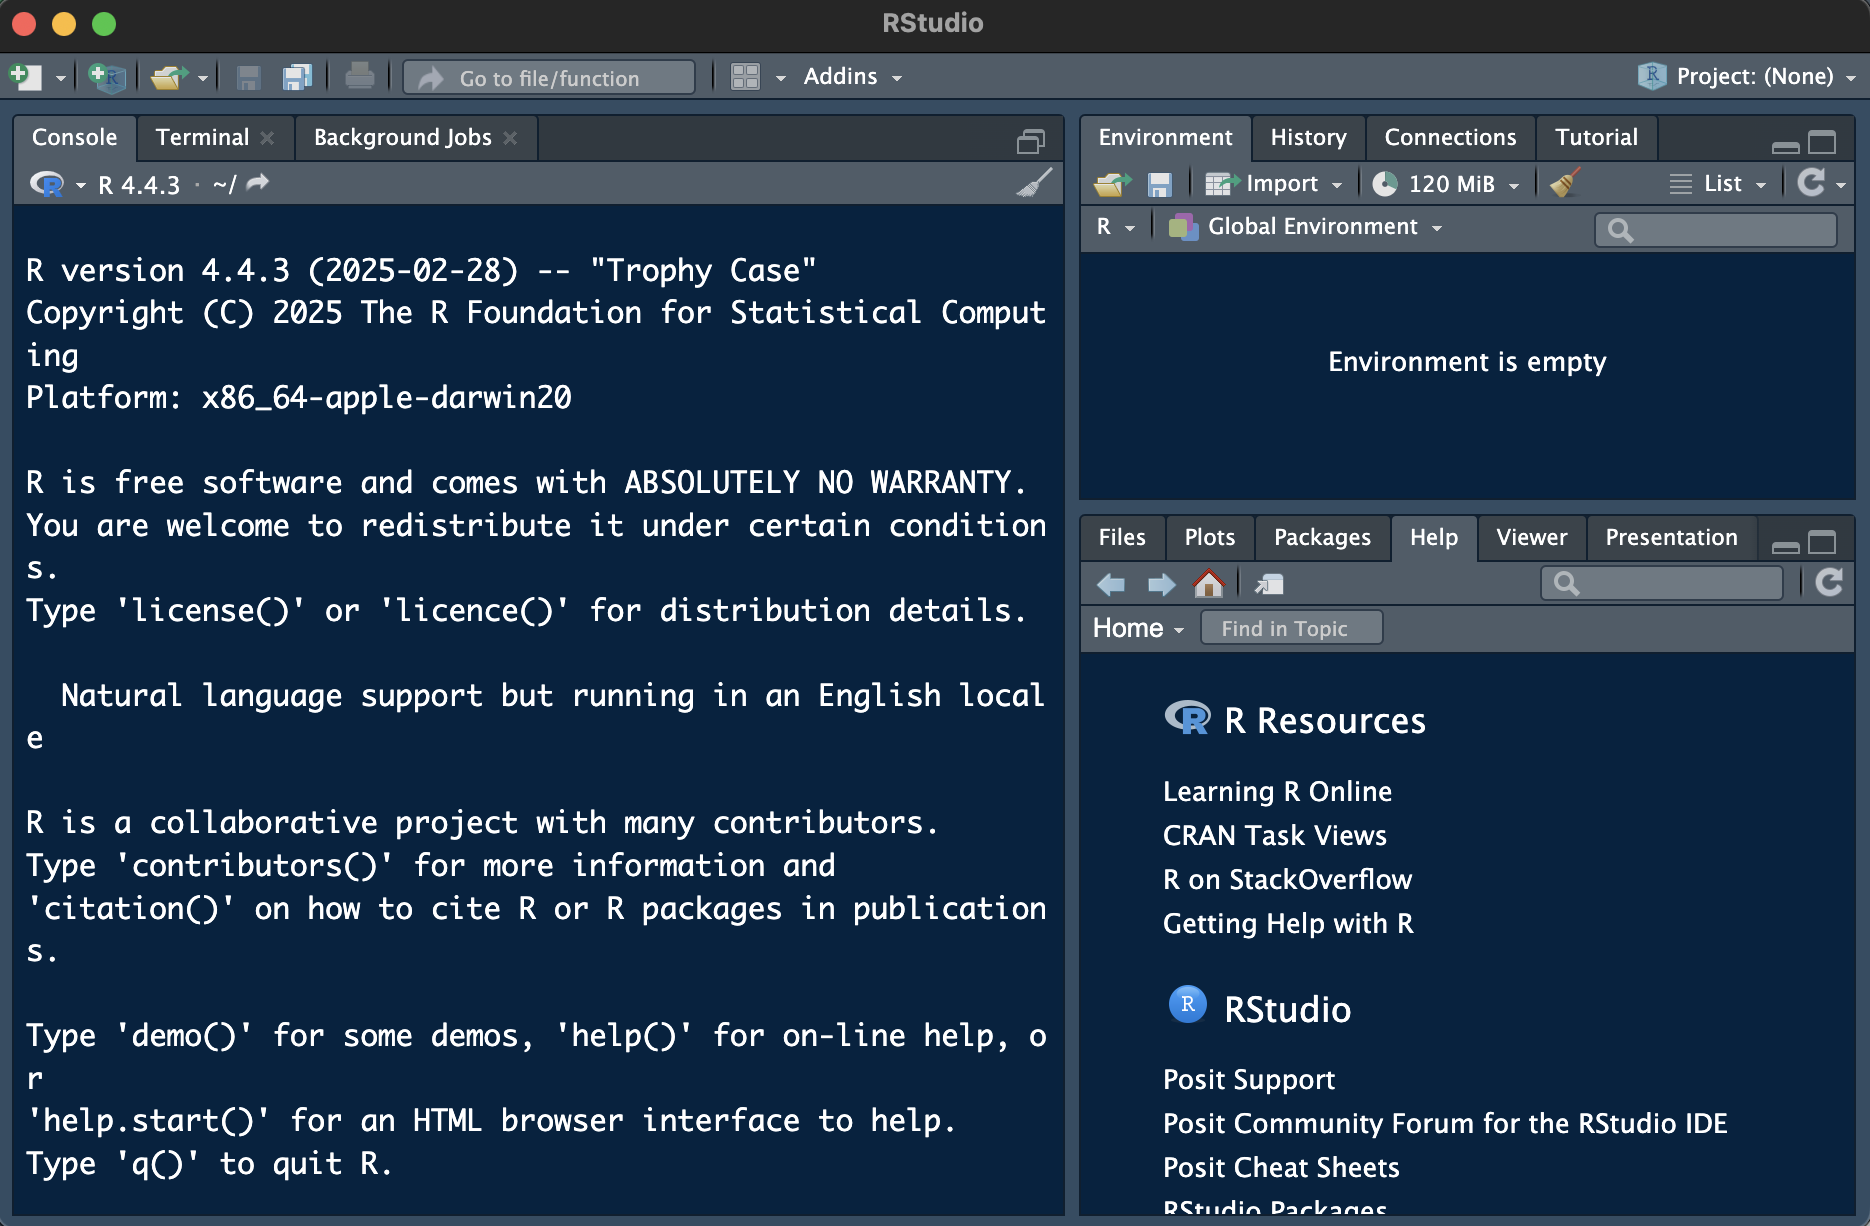 RStudio
Go to file/function
Addins
R Project: (None)
Console Terminal Background Jobs
R 4.4.3 · ~/
R version 4.4.3 (2025-02-28) -- "Trophy Case"
Copyright (C) 2025 The R Foundation for Statistical Comput
ing
Platform: x86_64-apple-darwin20
R is free software and comes with ABSOLUTELY NO WARRANTY.
You are welcome to redistribute it under certain condition
s.
Type 'license()' or 'licence()' for distribution details.
Natural language support but running in an English local
e
R is a collaborative project with many contributors.
Type 'contributors()' for more information and
'citation()' on how to cite R or R packages in publication
s.
Type 'demo()' for some demos, 'help()' for on-line help, o
r
'help.start()' for an HTML browser interface to help.
Type 'q()' to quit R.
Environment History Connections Tutorial
Import 120 MiB List
R Global Environment
Environment is empty
Files Plots Packages Help Viewer Presentation
Home Find in Topic
R R Resources
Learning R Online
CRAN Task Views
R on StackOverflow
Getting Help with R
R RStudio
Posit Support
Posit Community Forum for the RStudio IDE
Posit Cheat Sheets
RStudio Packages